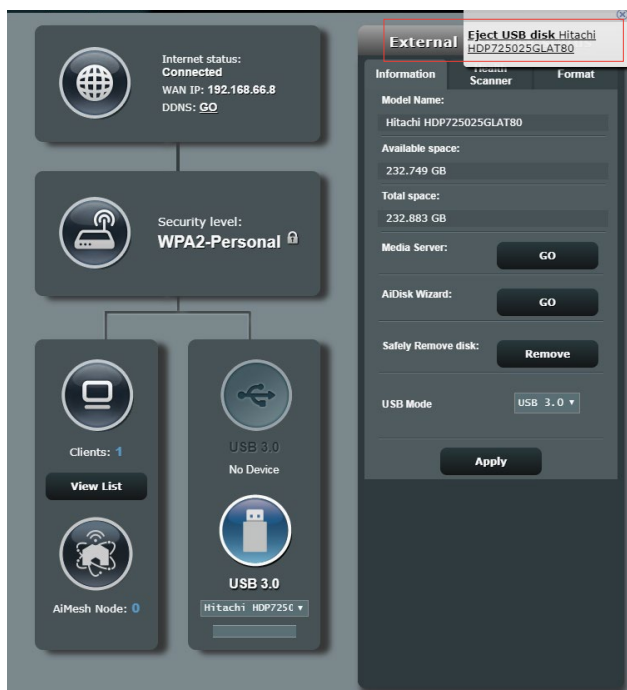 Internet status:
Connected
WAN IP: 192.168.66.8
DDNS: GO
Security level:
WPA2-Personal
Clients: 1
View List
AiMesh Node: 0
USB 3.0
No Device
USB 3.0
Hitachi HDP7250
External
Eject USB disk Hitachi
HDP725025GLAT80
Information
Health
Scanner
Format
Model Name:
Hitachi HDP725025GLAT80
Available space:
232.749 GB
Total space:
232.883 GB
Media Server:
GO
AiDisk Wizard:
GO
Safely Remove disk:
Remove
USB Mode
USB 3.0
Apply